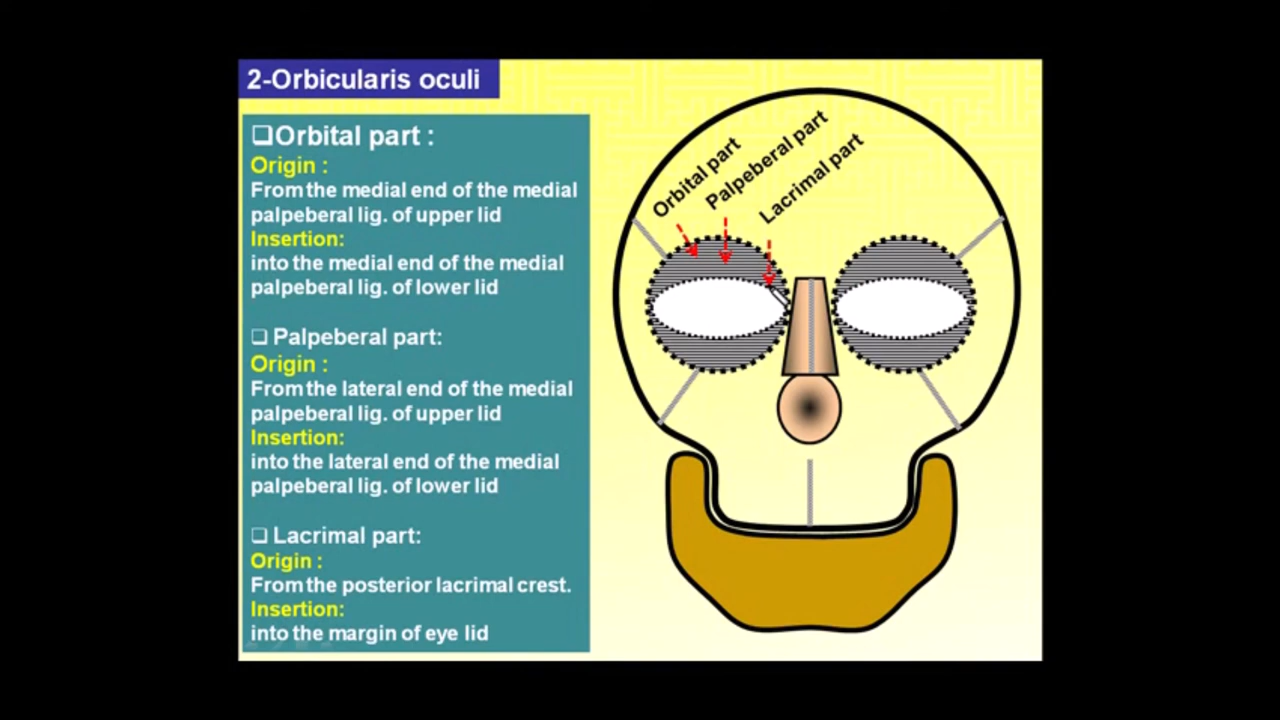 2-Orbicularis oculi
❑Orbital part :
Origin :
From the medial end of the medial
palpeberal lig. of upper lid
Insertion:
into the medial end of the medial
palpeberal lig. of lower lid
❑ Palpeberal part:
Origin :
From the lateral end of the medial
palpeberal lig. of upper lid
Insertion:
into the lateral end of the medial
palpeberal lig. of lower lid
❑ Lacrimal part:
Origin :
From the posterior lacrimal crest.
Insertion:
into the margin of eye lid
Orbital part
Palpeberal part
Lacrimal part